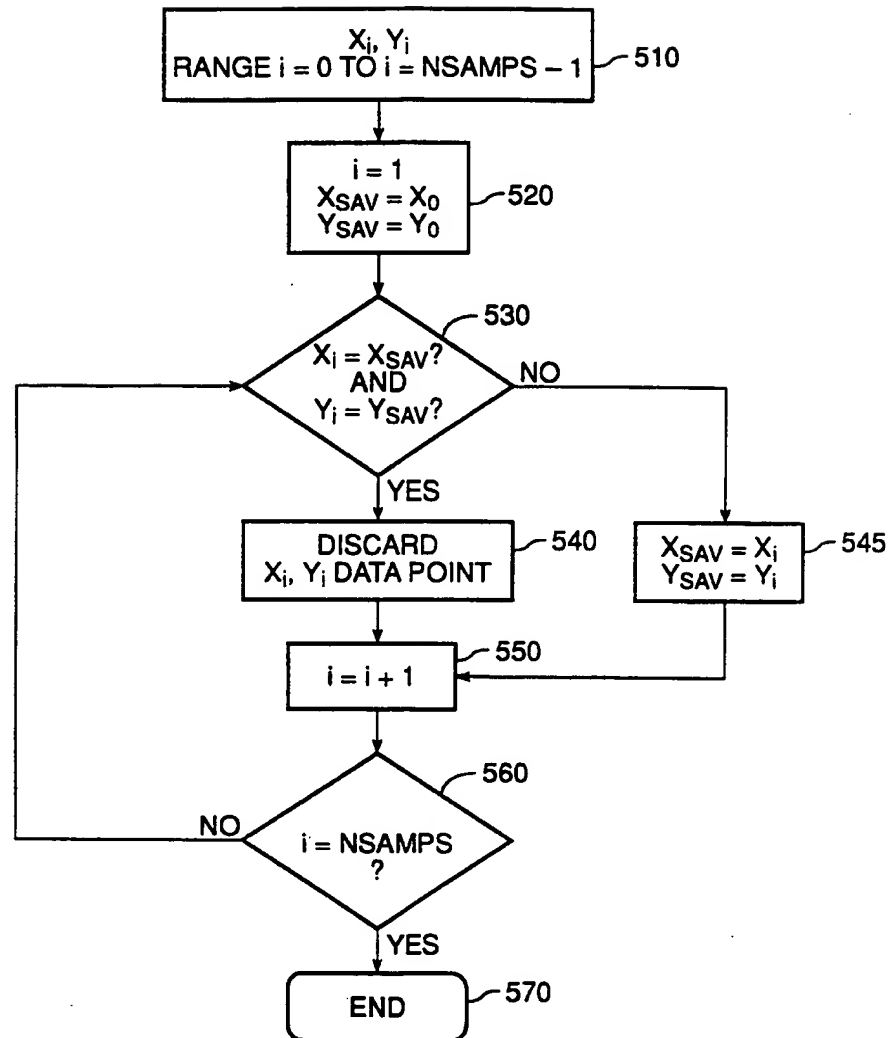 Xi, Yi
RANGE i = 0 TO i = NSAMPS – 1
510
i = 1
XSAV = X0
YSAV = Y0
520
530
Xi = XSAV?
AND
Yi = YSAV?
NO
YES
DISCARD
Xi, Yi DATA POINT
540
XSAV = Xi
YSAV = Yi
545
550
i = i + 1
560
NO
i = NSAMPS
?
YES
END
570